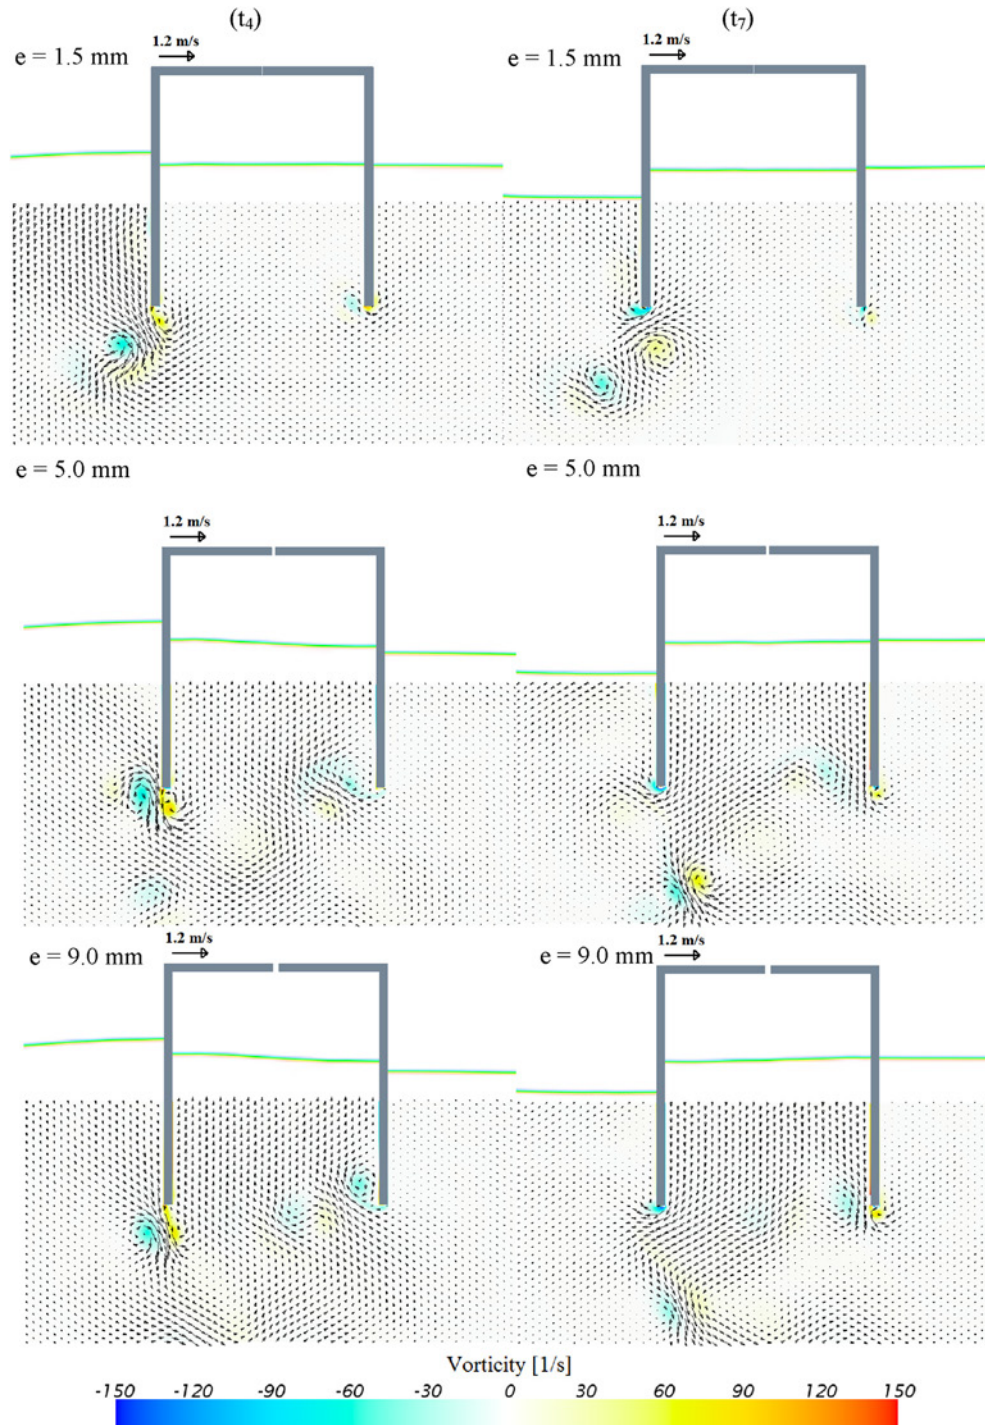 (t₄) (t₇)
e = 1.5 mm 1.2 m/s e = 1.5 mm 1.2 m/s
e = 5.0 mm 1.2 m/s e = 5.0 mm 1.2 m/s
e = 9.0 mm 1.2 m/s e = 9.0 mm 1.2 m/s
Vorticity [1/s]
-150 -120 -90 -60 -30 0 30 60 90 120 150